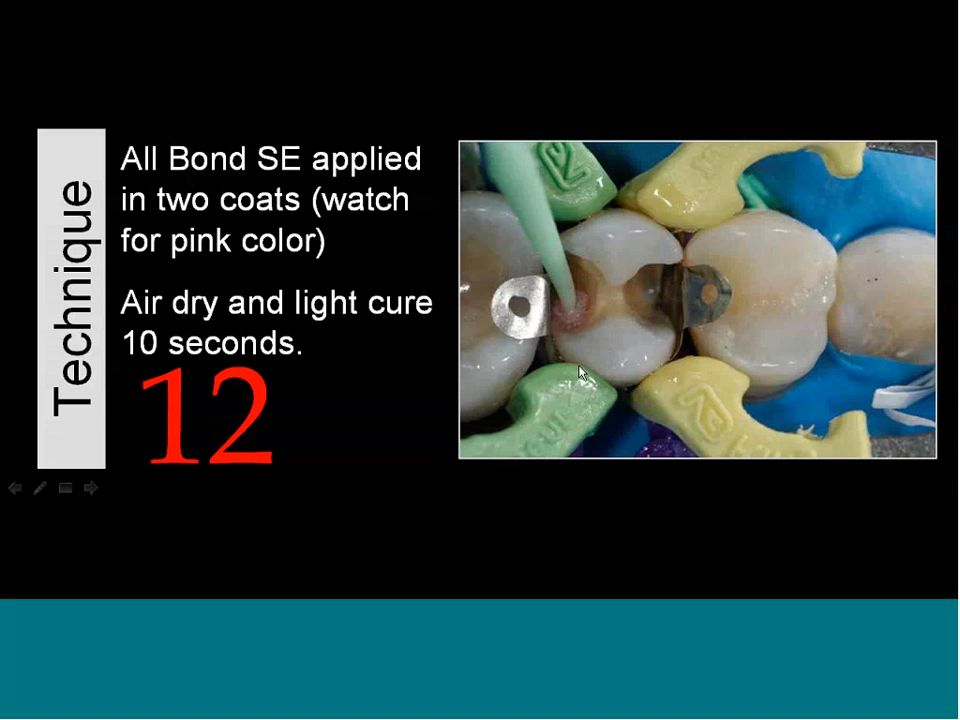 Technique
All Bond SE applied
in two coats (watch
for pink color)
Air dry and light cure
10 seconds.
12